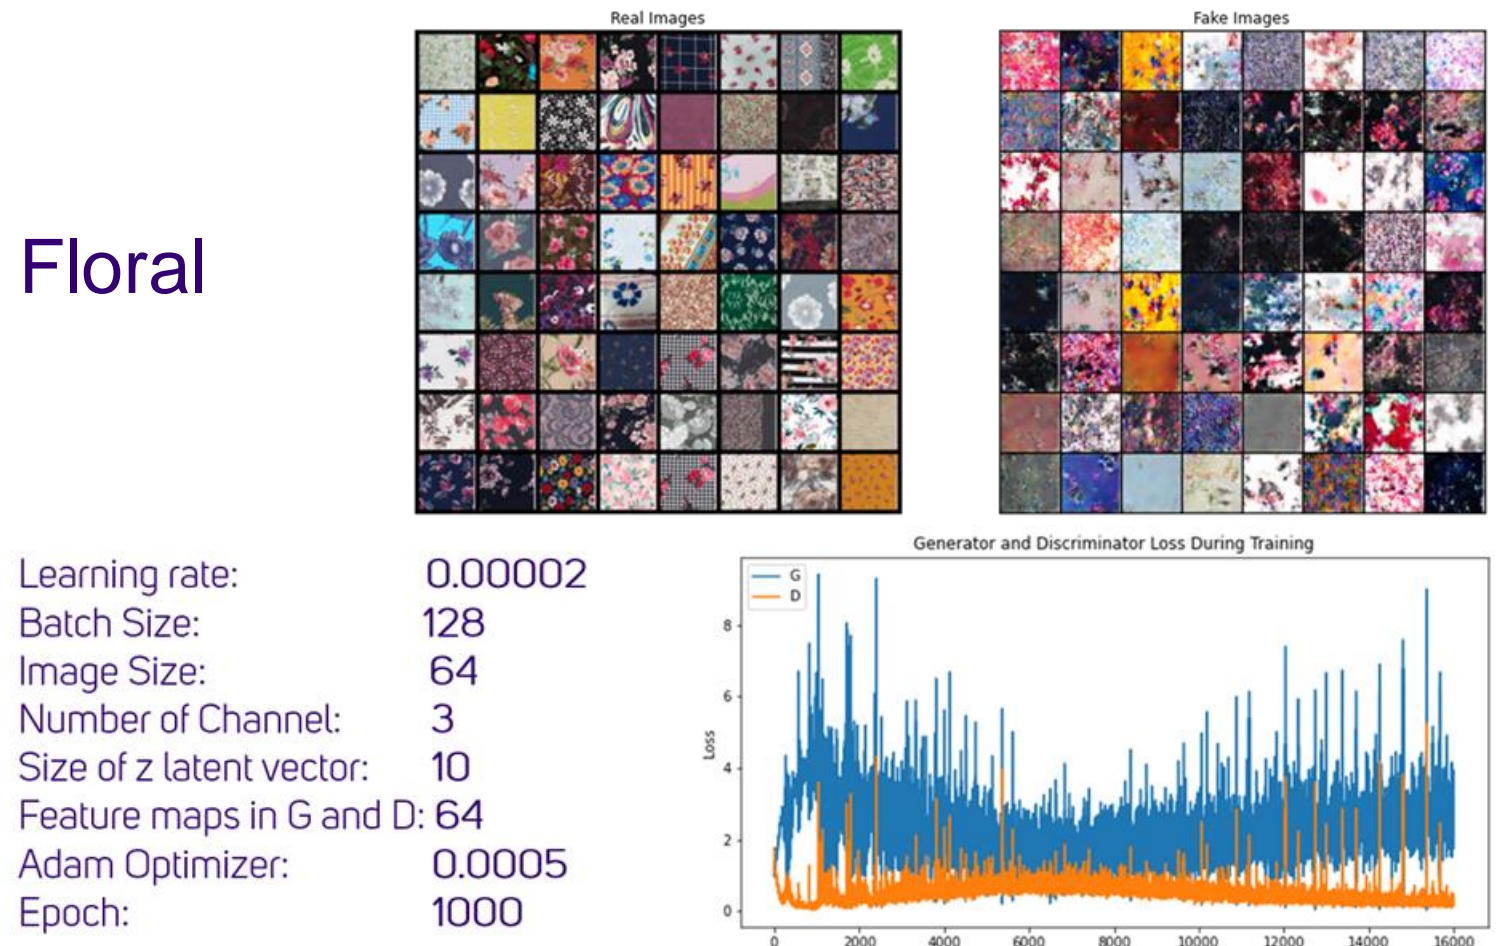 Real Images
Fake Images
Floral
Learning rate: 0.00002
Batch Size: 128
Image Size: 64
Number of Channel: 3
Size of z latent vector: 10
Feature maps in G and D: 64
Adam Optimizer: 0.0005
Epoch: 1000
Generator and Discriminator Loss During Training
G
D
Loss
8
6
4
2
0
0 2000 4000 6000 8000 10000 12000 14000 16000